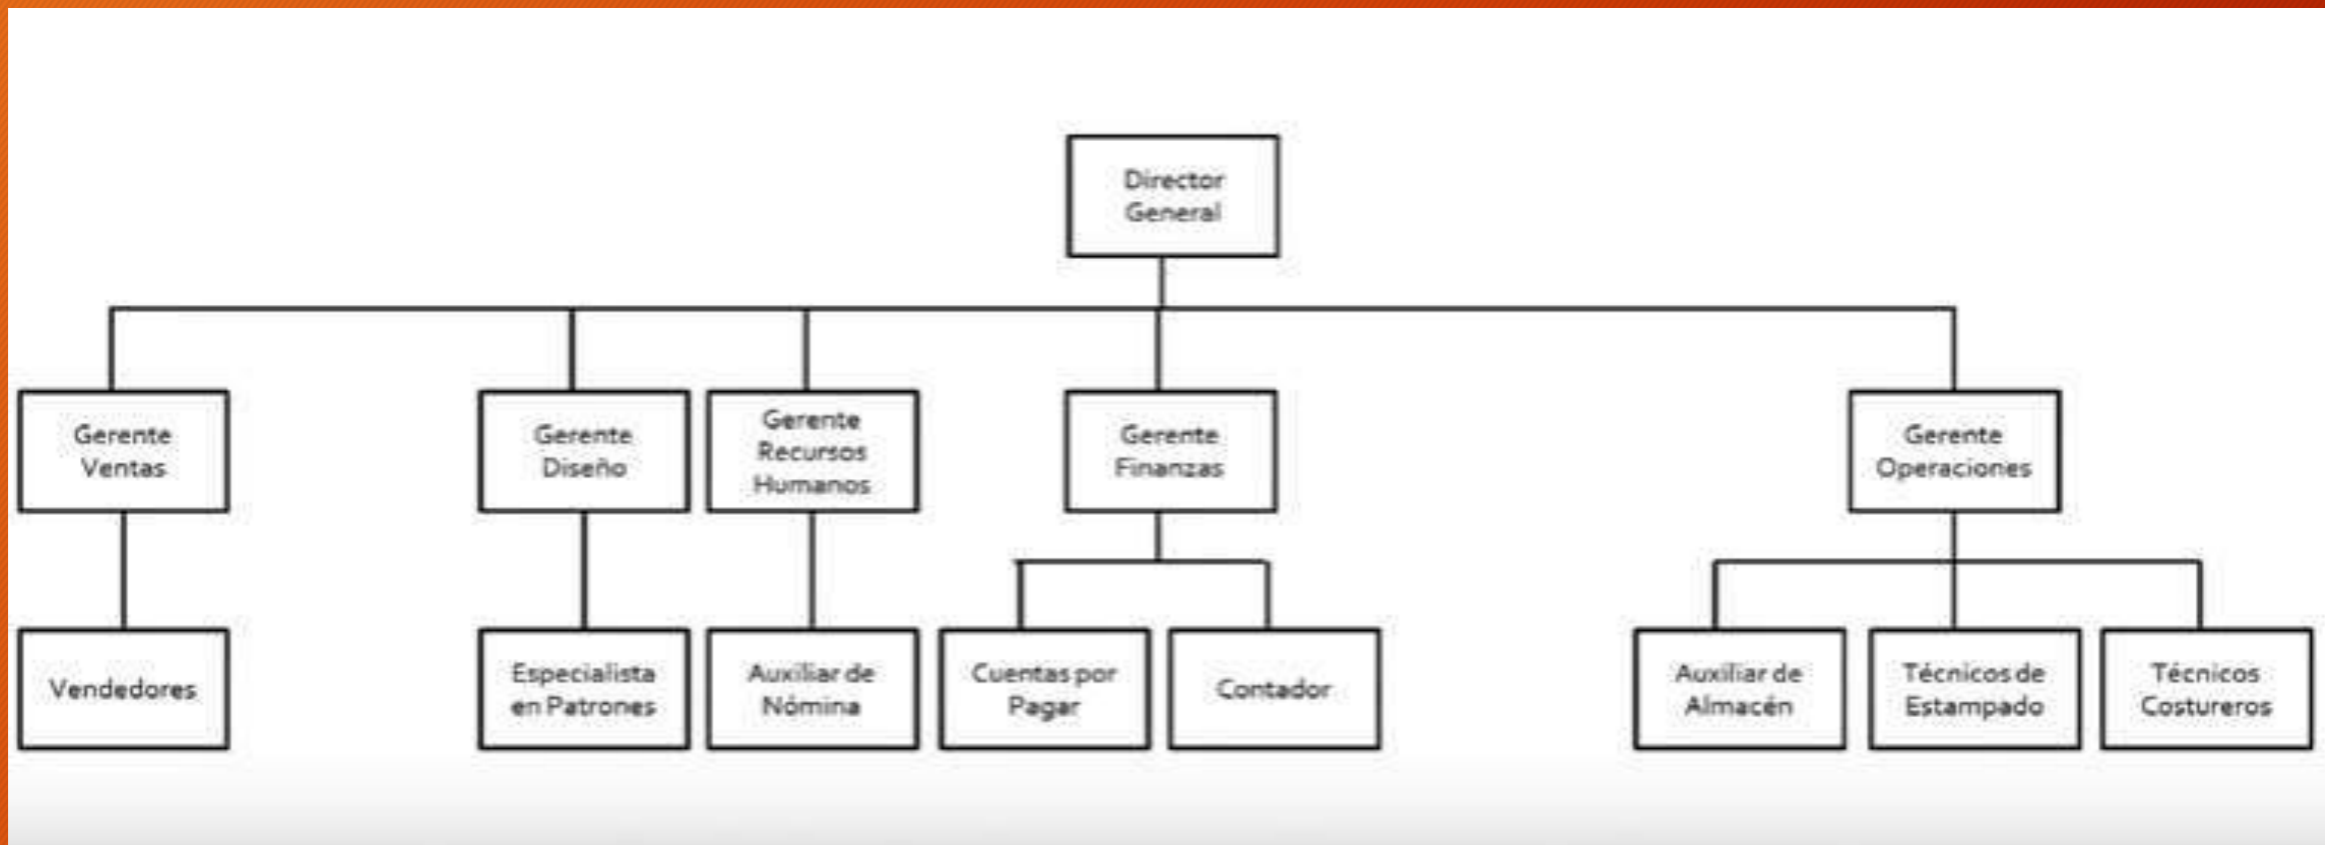 Director
General
Gerente
Ventas
Gerente
Diseño
Gerente
Recursos
Humanos
Gerente
Finanzas
Gerente
Operaciones
Vendedores
Especialista
en Patrones
Auxiliar de
Nómina
Cuentas por
Pagar
Contador
Auxiliar de
Almacén
Técnicos de
Estampado
Técnicos
Costureros